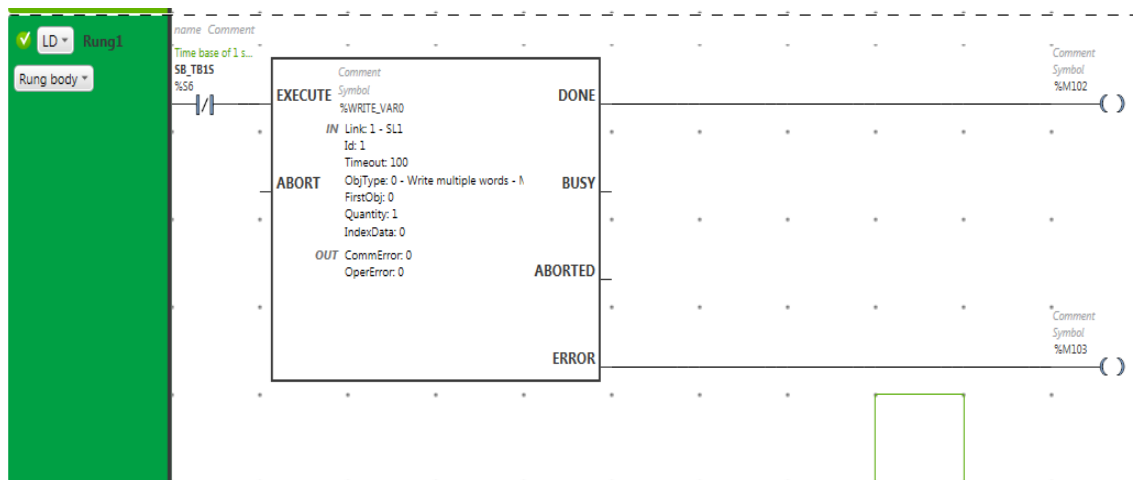 LD
Rung1
Rung body
name Comment
Time base of 1 s...
SB_TB1S
%S6
EXECUTE
Comment
Symbol
%WRITE_VAR0
DONE
IN Link: 1 - SL1
Id: 1
Timeout: 100
ABORT
ObjType: 0 - Write multiple words - M
BUSY
FirstObj: 0
Quantity: 1
IndexData: 0
OUT CommError: 0
OperError: 0
ABORTED
ERROR
Comment
Symbol
%M102
Comment
Symbol
%M103